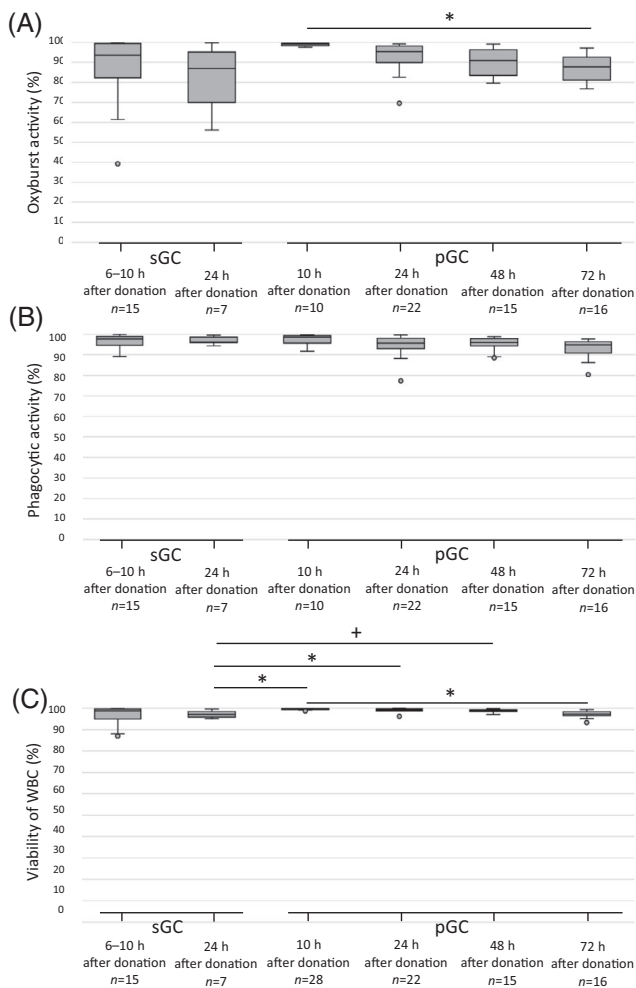 (A)
*
Oxyburst activity (%)
100
90
80
70
60
50
40
30
20
10
0
sGC
pGC
6–10 h
after donation
n=15
24 h
after donation
n=7
10 h
after donation
n=10
24 h
after donation
n=22
48 h
after donation
n=15
72 h
after donation
n=16
(B)
Phagocytic activity (%)
100
90
80
70
60
50
40
30
20
10
0
sGC
pGC
6–10 h
after donation
n=15
24 h
after donation
n=7
10 h
after donation
n=10
24 h
after donation
n=22
48 h
after donation
n=15
72 h
after donation
n=16
+
*
*
*
(C)
Viability of WBC (%)
100
90
80
70
60
50
40
30
20
10
0
sGC
pGC
6–10 h
after donation
n=15
24 h
after donation
n=7
10 h
after donation
n=28
24 h
after donation
n=22
48 h
after donation
n=15
72 h
after donation
n=16